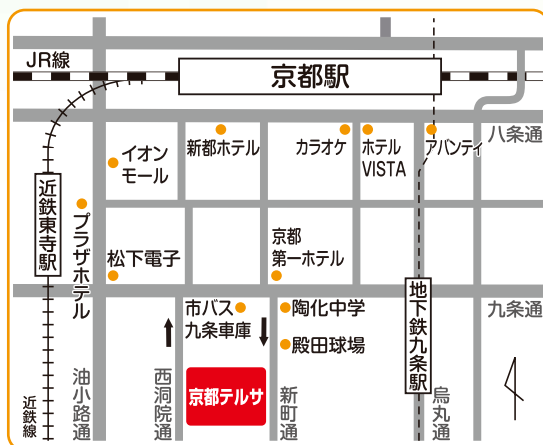 JR線
京都駅
八条通
イオン
モール
新都ホテル
カラオケ
ホテル
VISTA
アバンティ
近鉄東寺駅
プラザホテル
松下電子
京都
第一ホテル
地下鉄九条駅
九条通
市バス
九条車庫
陶化中学
殿田球場
京都テルサ
近鉄線
油小路通
西洞院通
新町通
烏丸通